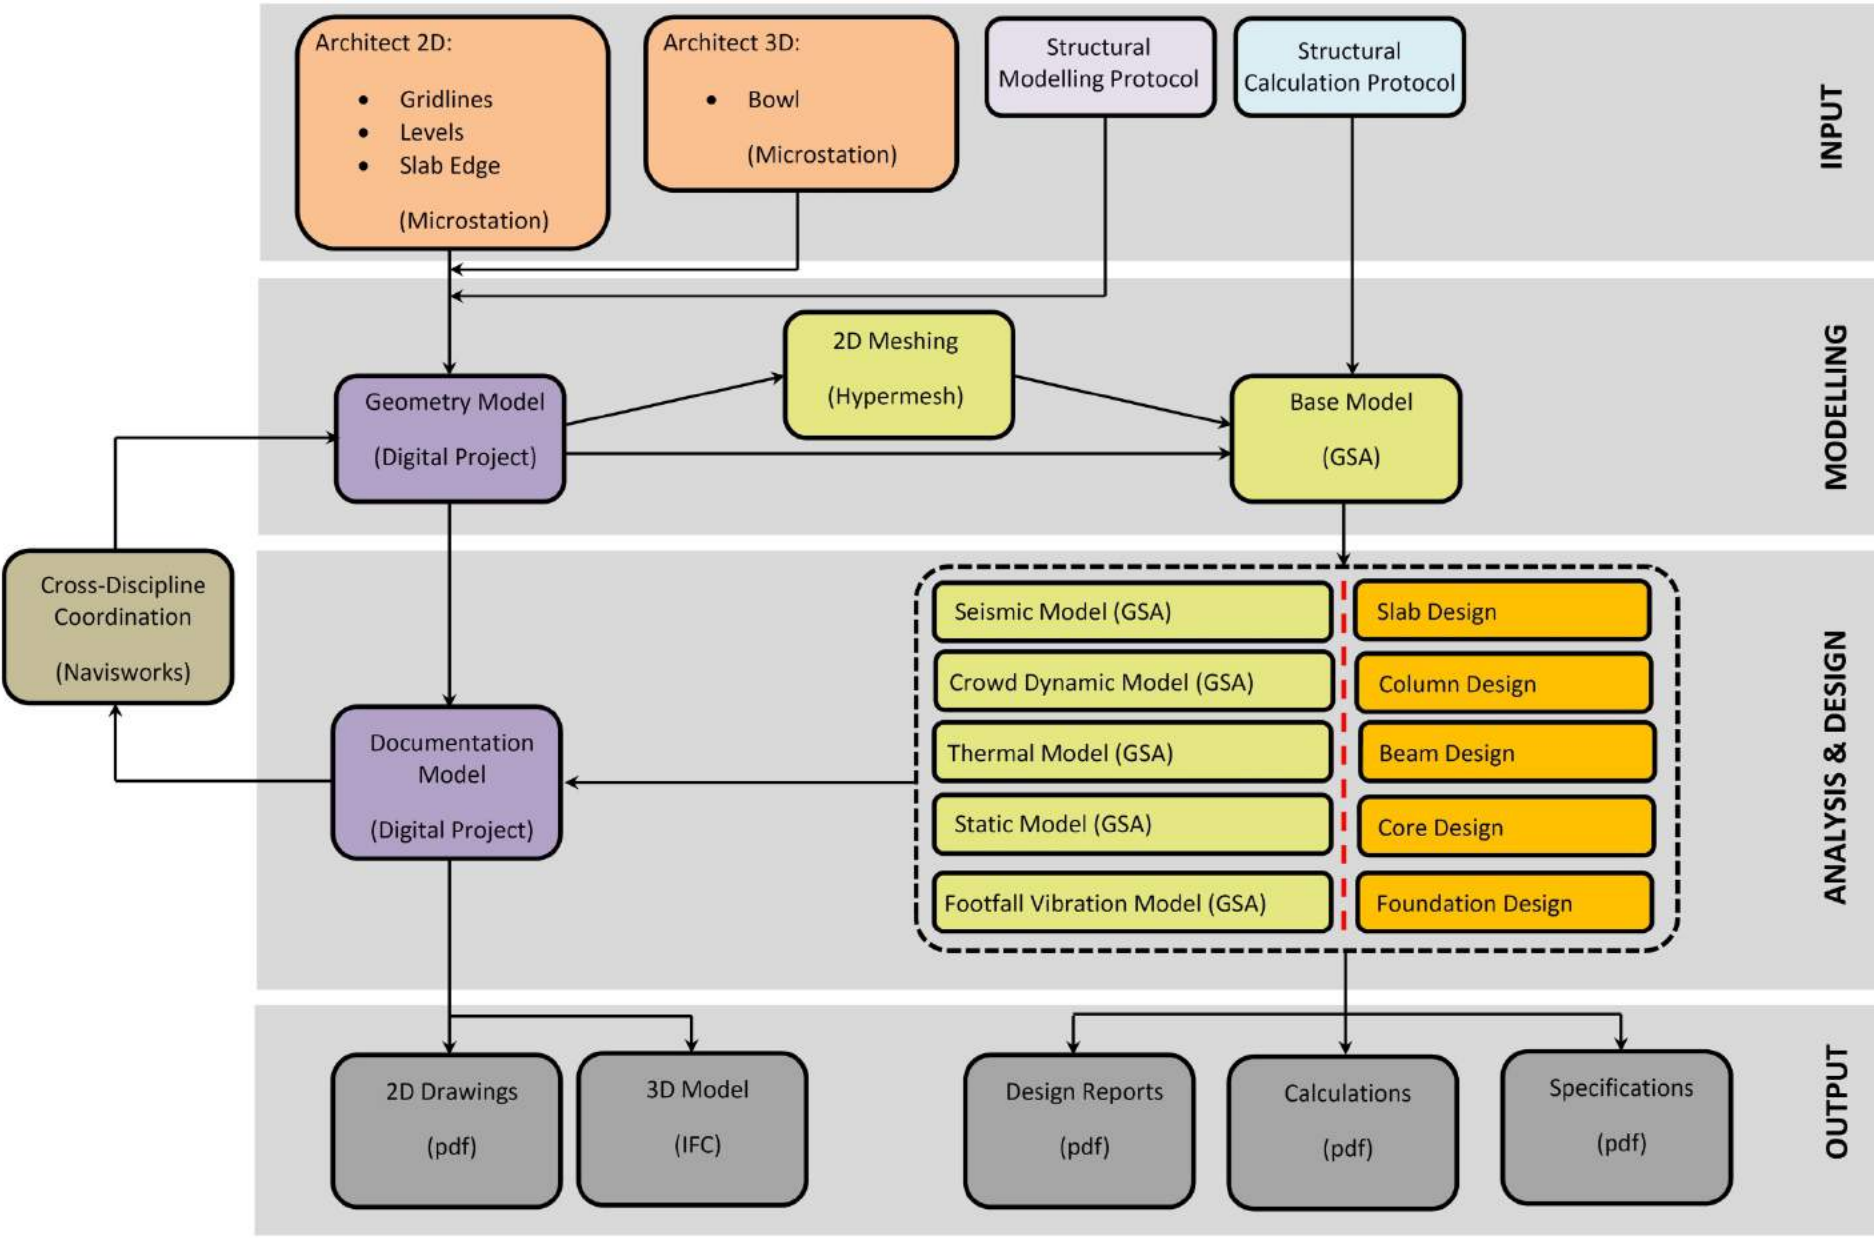 Architect 2D:
• Gridlines
• Levels
• Slab Edge
(Microstation)
Architect 3D:
• Bowl
(Microstation)
Structural
Modelling Protocol
Structural
Calculation Protocol
INPUT
2D Meshing
(Hypermesh)
Geometry Model
(Digital Project)
Base Model
(GSA)
MODELLING
Cross-Discipline
Coordination
(Navisworks)
Documentation
Model
(Digital Project)
Seismic Model (GSA)
Crowd Dynamic Model (GSA)
Thermal Model (GSA)
Static Model (GSA)
Footfall Vibration Model (GSA)
Slab Design
Column Design
Beam Design
Core Design
Foundation Design
ANALYSIS & DESIGN
2D Drawings
(pdf)
3D Model
(IFC)
Design Reports
(pdf)
Calculations
(pdf)
Specifications
(pdf)
OUTPUT